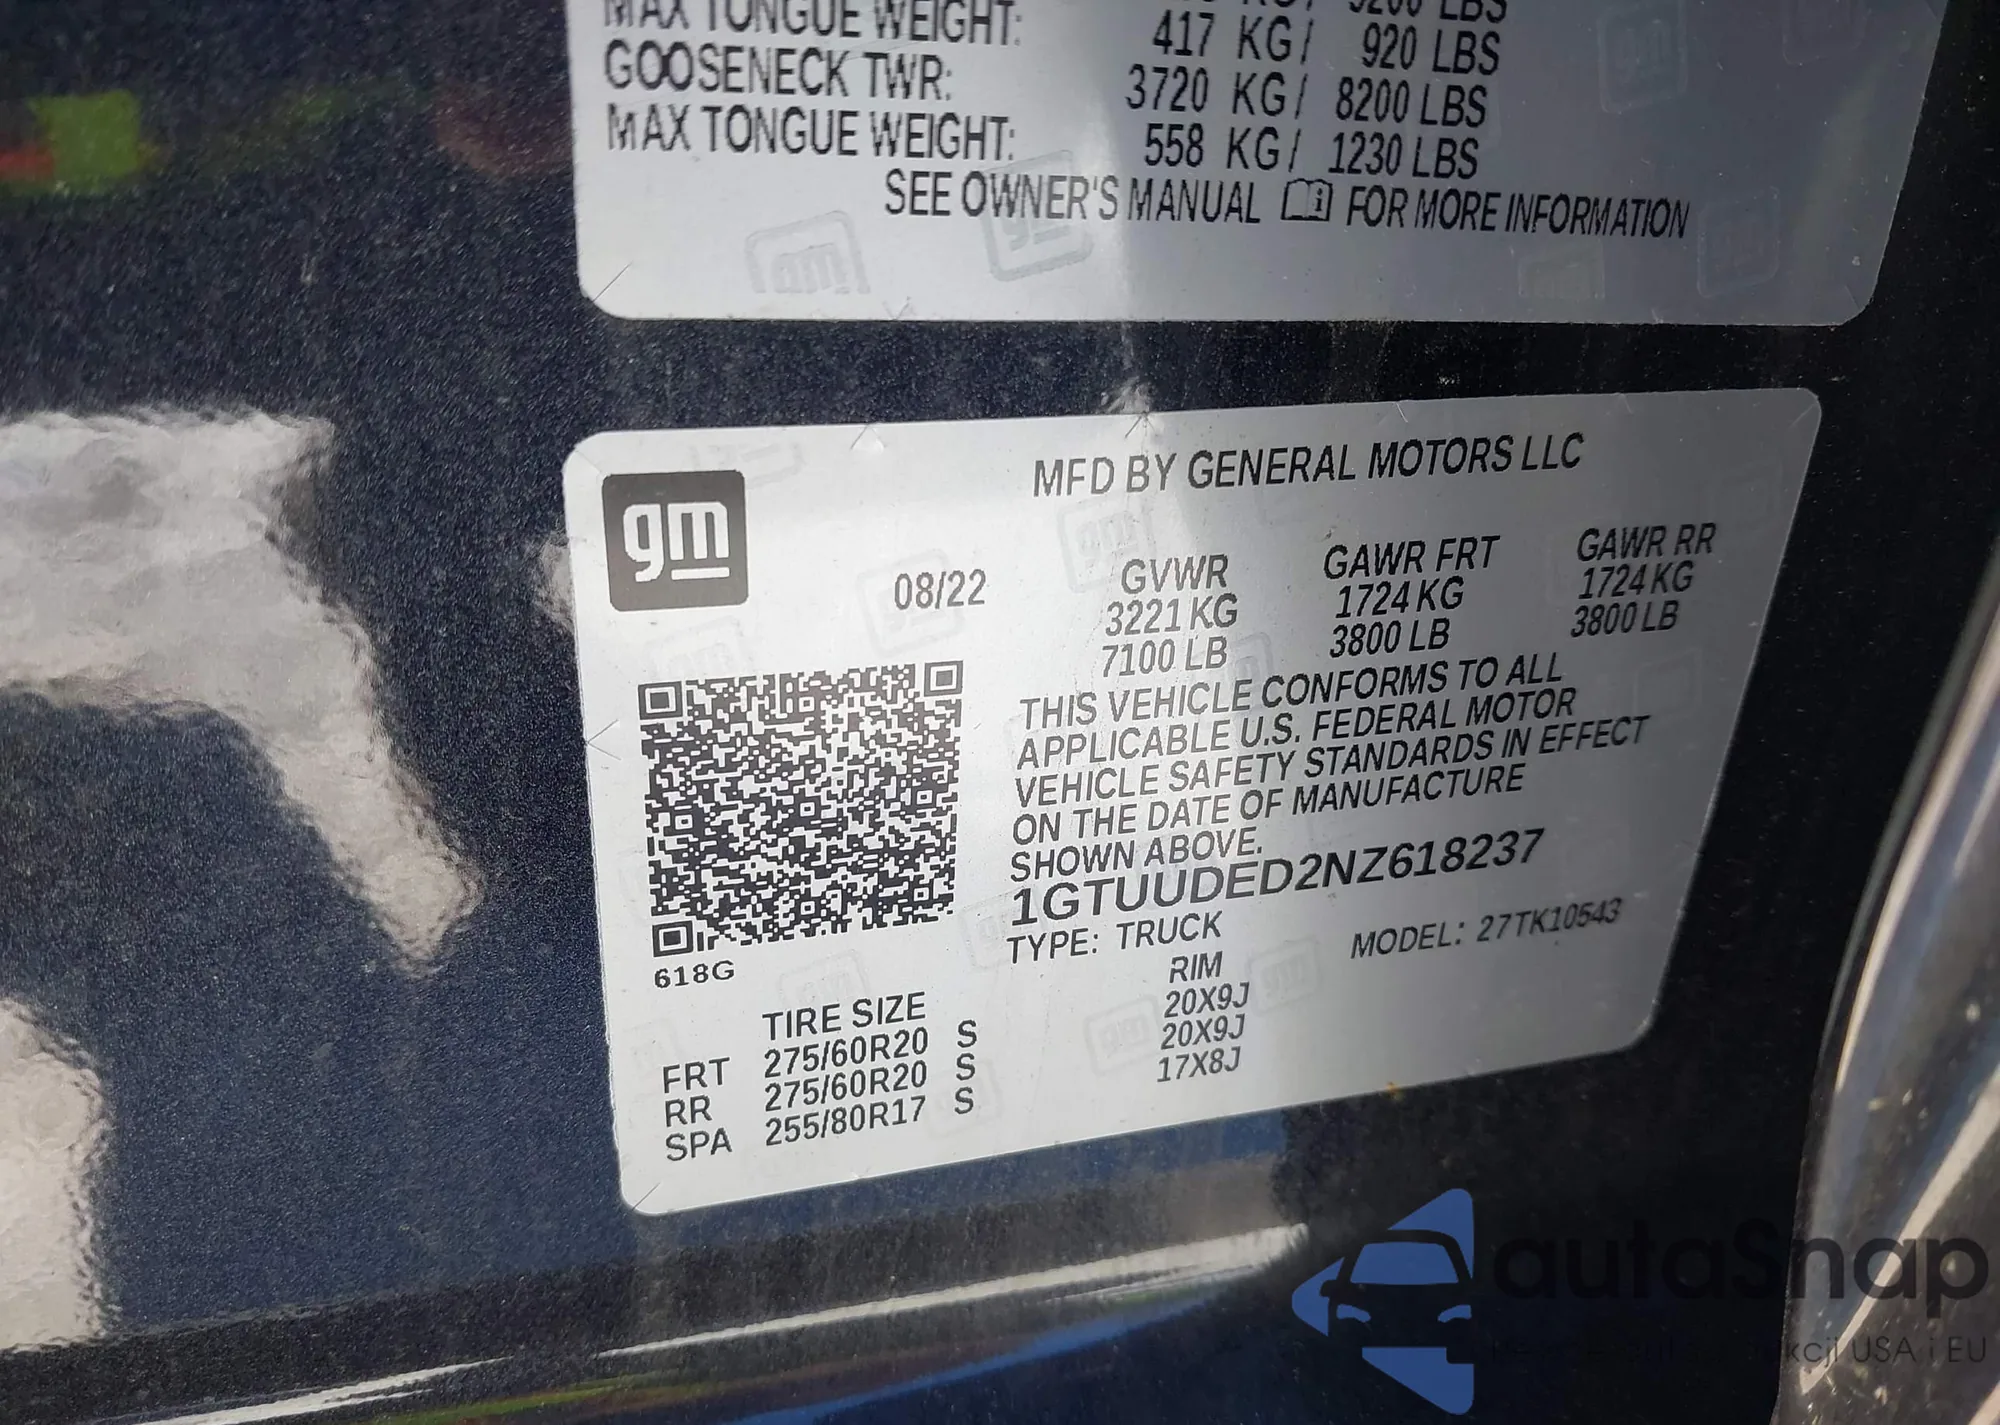 MAX TONGUE WEIGHT: 417 KG/ 920 LBS
GOOSENECK TWR: 3720 KG/ 8200 LBS
MAX TONGUE WEIGHT: 558 KG/ 1230 LBS
SEE OWNER'S MANUAL FOR MORE INFORMATION
gm
MFD BY GENERAL MOTORS LLC
08/22
GVWR GAWR FRT GAWR RR
3221 KG 1724 KG 1724 KG
7100 LB 3800 LB 3800 LB
THIS VEHICLE CONFORMS TO ALL
APPLICABLE U.S. FEDERAL MOTOR
VEHICLE SAFETY STANDARDS IN EFFECT
ON THE DATE OF MANUFACTURE
SHOWN ABOVE.
1GTUUDED2NZ618237
TYPE: TRUCK MODEL: 27TK10543
618G
TIRE SIZE RIM
FRT 275/60R20 S 20X9J
RR 275/60R20 S 20X9J
SPA 255/80R17 S 17X8J
autaSnap
USA i EU